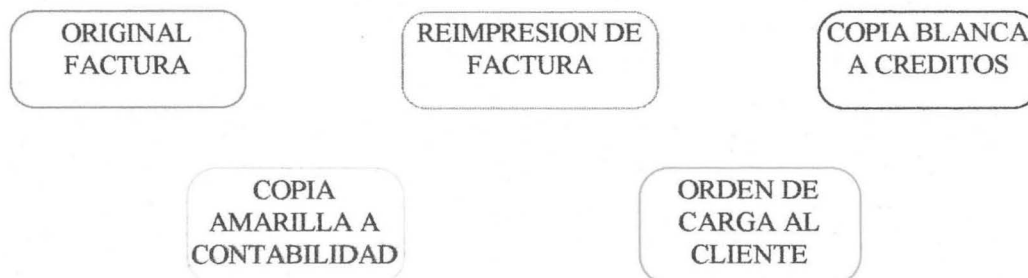 ORIGINAL
FACTURA
REIMPRESION DE
FACTURA
COPIA BLANCA
A CREDITOS
COPIA
AMARILLA A
CONTABILIDAD
ORDEN DE
CARGA AL
CLIENTE